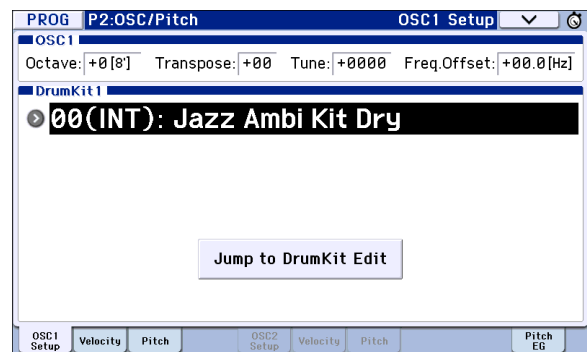 PROG P2:OSC/Pitch OSC1 Setup
OSC1
Octave: +0[8'] Transpose: +00 Tune: +0000 Freq.Offset: +00.0[Hz]
DrumKit1
00(INT): Jazz Ambi Kit Dry
Jump to DrumKit Edit
OSC1 Setup Velocity Pitch OSC2 Setup Velocity Pitch Pitch EG